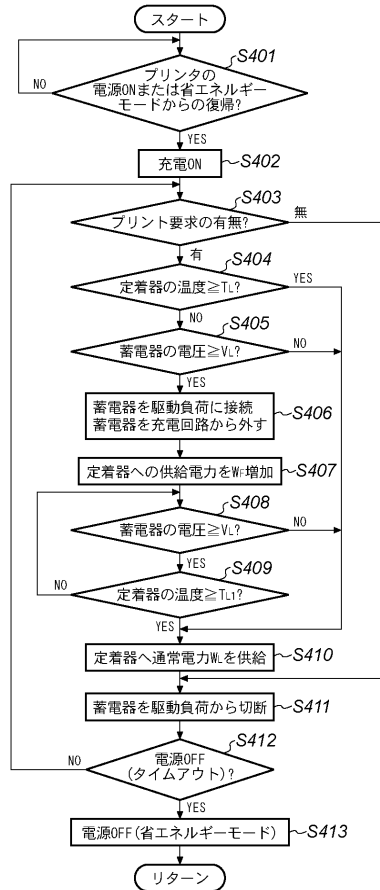 スタート
S401
プリンタの
電源ONまたは省エネルギー
モードからの復帰?
NO
YES
充電ON
S402
S403
プリント要求の有無?
無
有
S404
定着器の温度≧TL?
YES
NO
S405
蓄電器の電圧≧VL?
NO
YES
蓄電器を駆動負荷に接続
蓄電器を充電回路から外す
S406
定着器への供給電力をWF増加
S407
S408
蓄電器の電圧≧VL?
NO
YES
S409
NO
定着器の温度≧TL1?
YES
定着器へ通常電力WLを供給
S410
蓄電器を駆動負荷から切断
S411
S412
電源OFF
(タイムアウト)?
NO
YES
電源OFF(省エネルギーモード)
S413
リターン